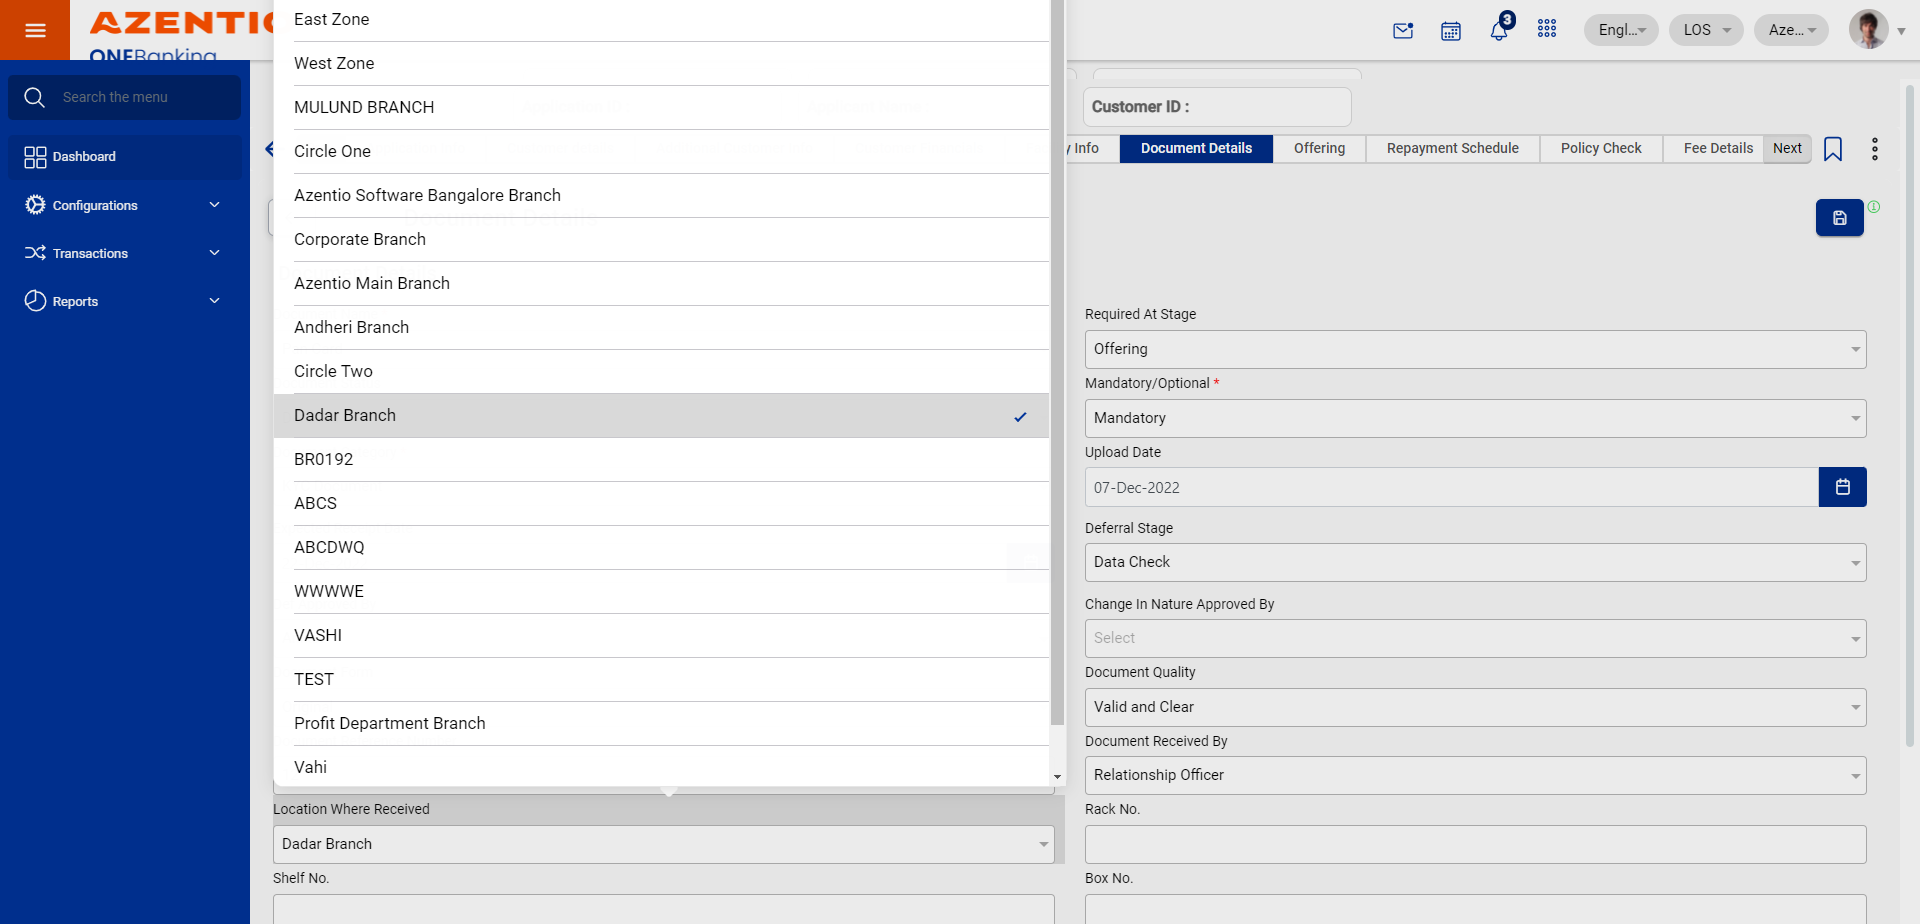 AZENTIO
ONEBanking
3
Engl...
LOS
Aze...
Search the menu
Dashboard
Configurations
Transactions
Reports
East Zone
West Zone
MULUND BRANCH
Circle One
Azentio Software Bangalore Branch
Corporate Branch
Azentio Main Branch
Andheri Branch
Circle Two
Dadar Branch
BR0192
ABCS
ABCDWQ
WWWWE
VASHI
TEST
Profit Department Branch
Vahi
Location Where Received
Dadar Branch
Shelf No.
Customer ID :
y Info
Document Details
Offering
Repayment Schedule
Policy Check
Fee Details
Next
Required At Stage
Offering
Mandatory/Optional *
Mandatory
Upload Date
07-Dec-2022
Deferral Stage
Data Check
Change In Nature Approved By
Select
Document Quality
Valid and Clear
Document Received By
Relationship Officer
Rack No.
Box No.